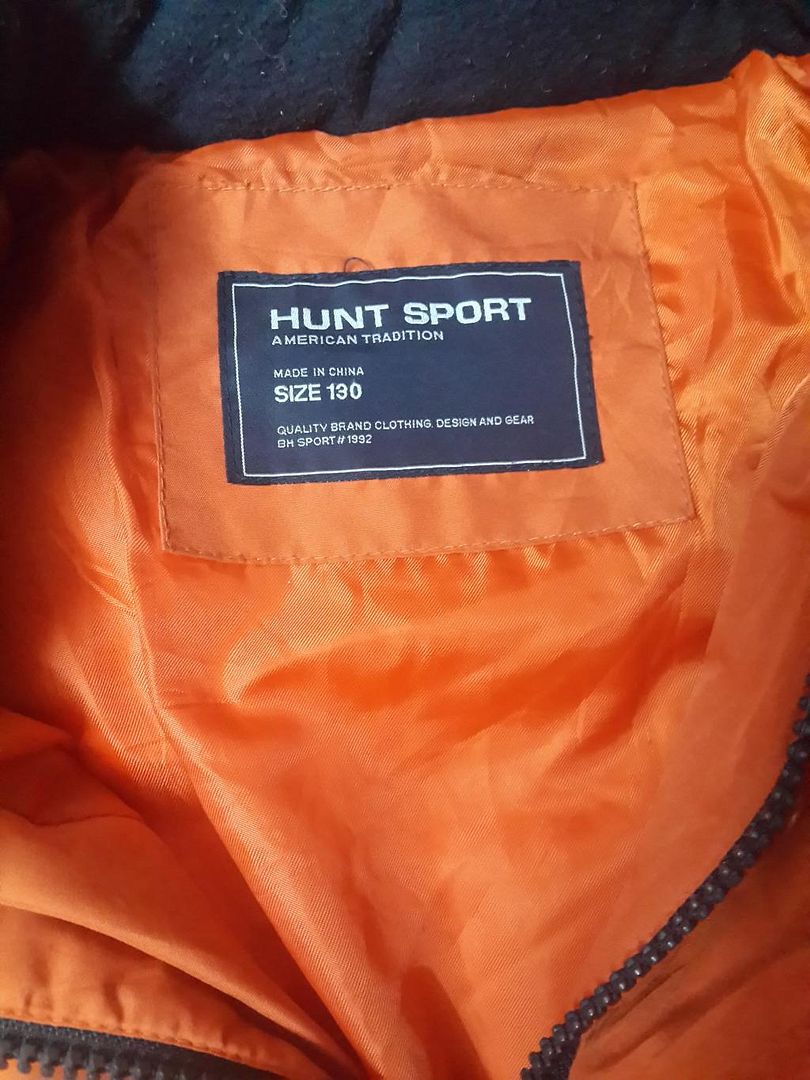 HUNT SPORT
AMERICAN TRADITION
MADE IN CHINA
SIZE 130
QUALITY BRAND CLOTHING. DESIGN AND GEAR
BH SPORT # 1992